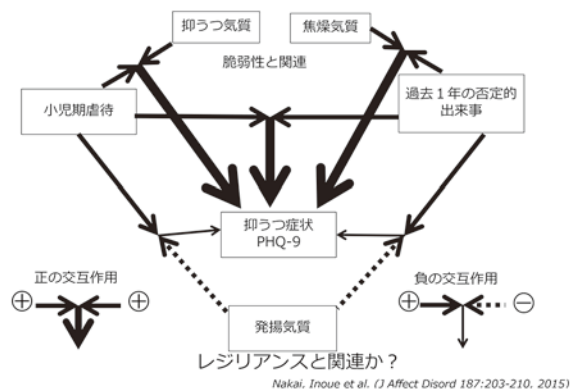 抑うつ気質
焦燥気質
脆弱性と関連
小児期虐待
過去１年の否定的
出来事
抑うつ症状
PHQ-9
正の交互作用
負の交互作用
⊕ ⊕
⊕ ⊖
発揚気質
レジリアンスと関連か？
Nakai, Inoue et al. (J Affect Disord 187:203-210, 2015)